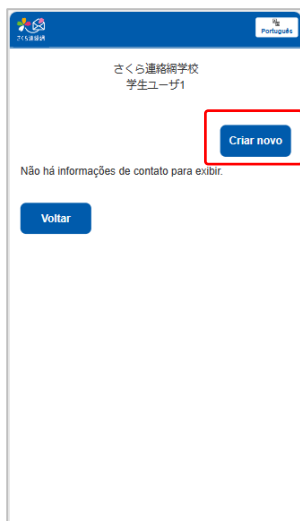 さくら連絡網
Português
さくら連絡網学校
学生ユーザ1
Criar novo
Não há informações de contato para exibir.
Voltar